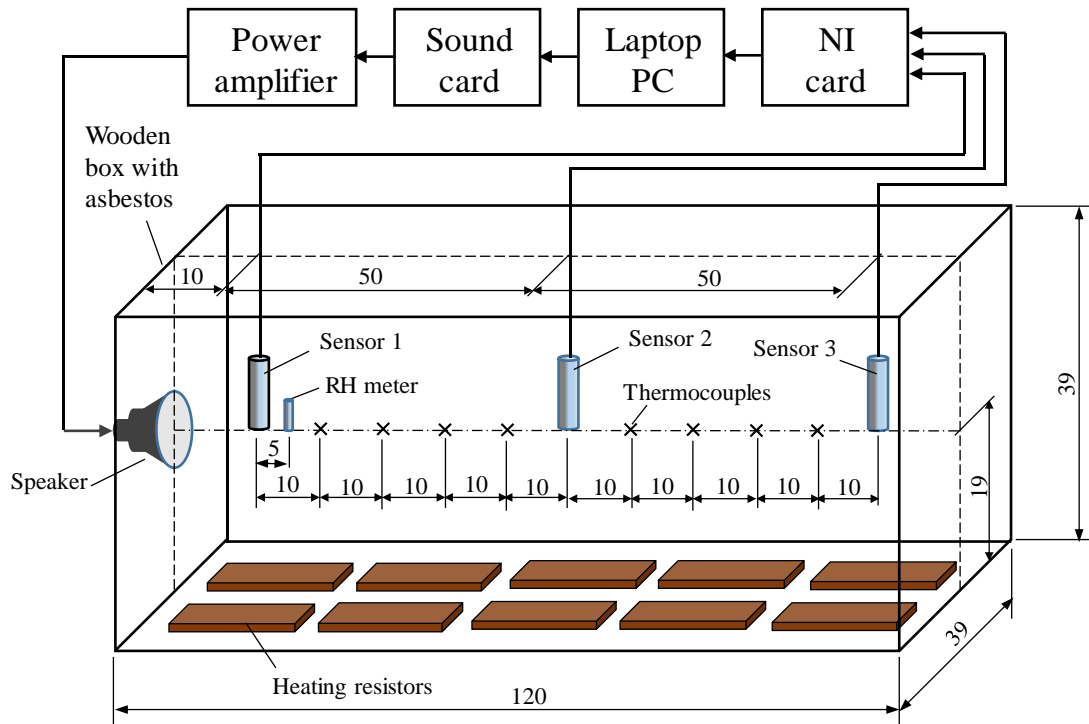 Power
amplifier
Sound
card
Laptop
PC
NI
card
Wooden
box with
asbestos
10
50
50
Sensor 1
Sensor 2
Sensor 3
RH meter
Thermocouples
39
5
Speaker
10
10
10
10
10
10
10
10
10
10
19
39
Heating resistors
120